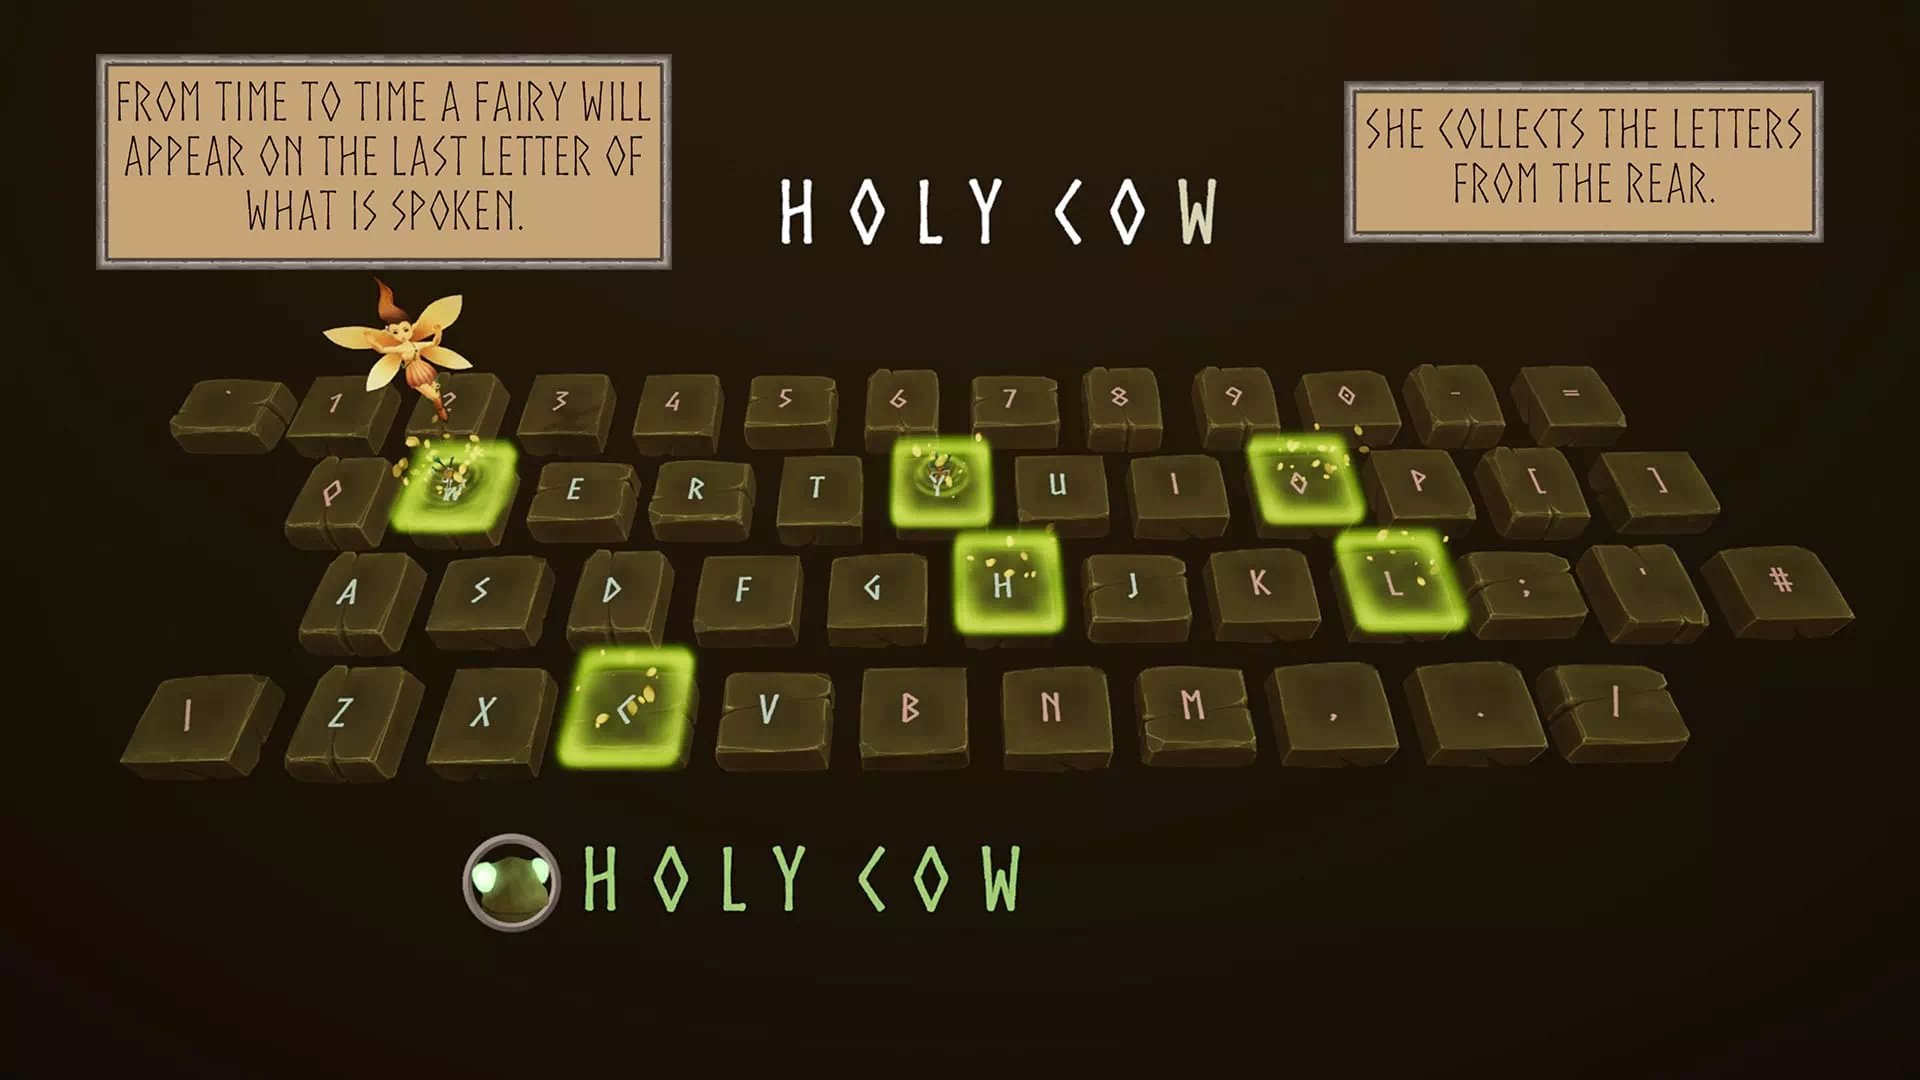 FROM TIME TO TIME A FAIRY WILL
APPEAR ON THE LAST LETTER OF
WHAT IS SPOKEN.
SHE COLLECTS THE LETTERS
FROM THE REAR.
HOLY COW
` 1 2 3 4 5 6 7 8 9 0 - =
Q W E R T Y U I O P [ ]
A S D F G H J K L ; ' #
| Z X C V B N M , . /
HOLY COW